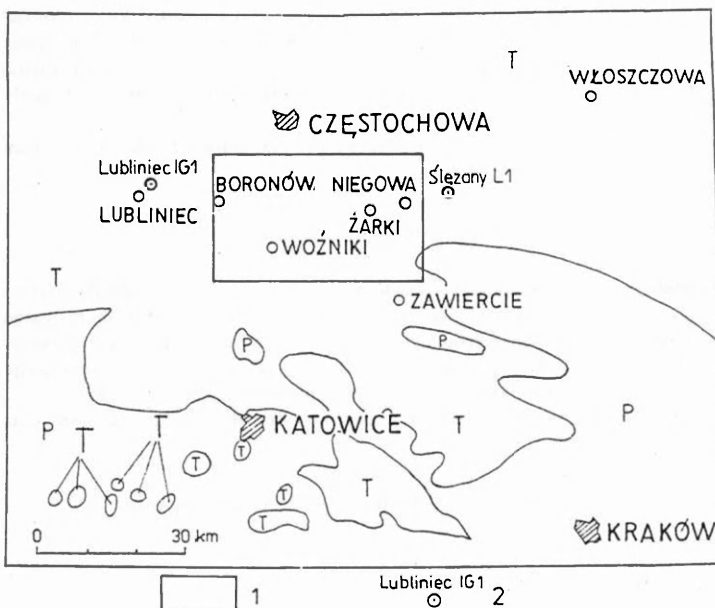 T
WŁOSZCZOWA
CZĘSTOCHOWA
Lubliniec IG1
LUBLINIEC
BORONÓW
NIEGOWA
Ślęzany L1
ŻARKI
WOŹNIKI
T
ZAWIERCIE
P
P
P
T
T
KATOWICE
T
P
T
T
T
T
T
T
KRAKÓW
0 30 km
1
Lubliniec IG1
2